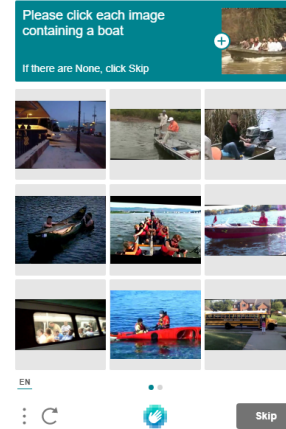 Please click each image
containing a boat
If there are None, click Skip
EN
Skip